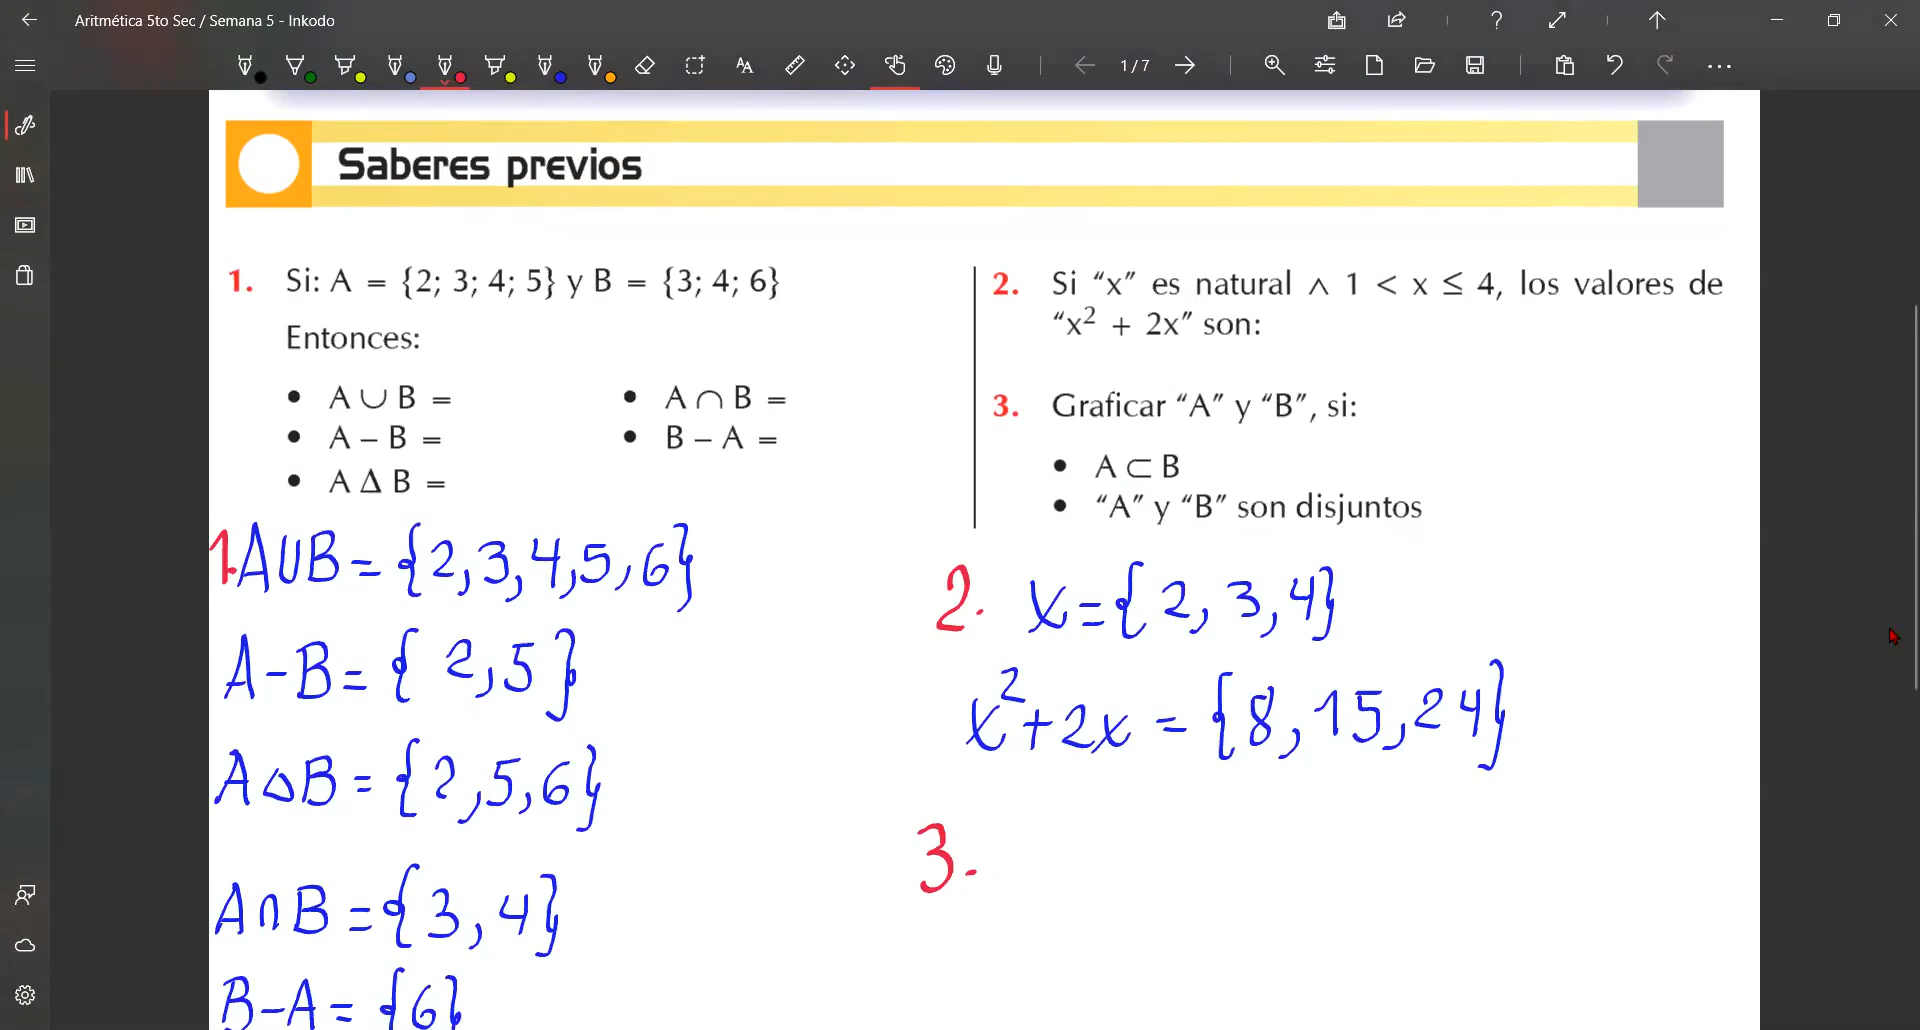 Aritmética 5to Sec / Semana 5 - Inkodo
1 / 7
Saberes previos
1. Si: A = {2; 3; 4; 5} y B = {3; 4; 6}
Entonces:
• A ∪ B =
• A ∩ B =
• A – B =
• B – A =
• A Δ B =
2. Si “x” es natural ∧ 1 < x ≤ 4, los valores de
“x² + 2x” son:
3. Graficar “A” y “B”, si:
• A ⊂ B
• “A” y “B” son disjuntos
1. A∪B = {2,3,4,5,6}
A-B = {2,5}
A△B = {2,5,6}
A∩B = {3,4}
B-A = {6}
2. x = {2, 3, 4}
x²+2x = {8, 15, 24}
3.